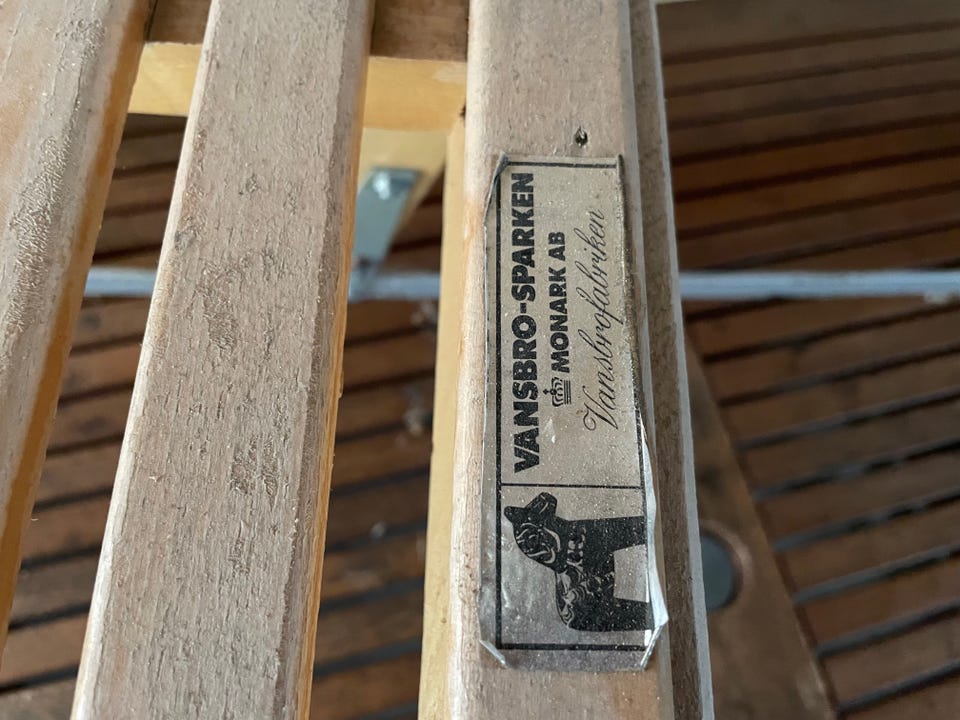 VANSBRO-SPARKEN
MONARK AB
Vansbrofabriken